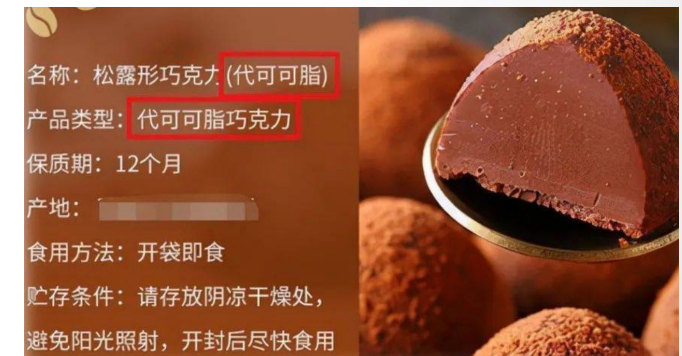 名称：松露形巧克力(代可可脂)
产品类型：代可可脂巧克力
保质期：12个月
产地：
食用方法：开袋即食
贮存条件：请存放阴凉干燥处，
避免阳光照射，开封后尽快食用